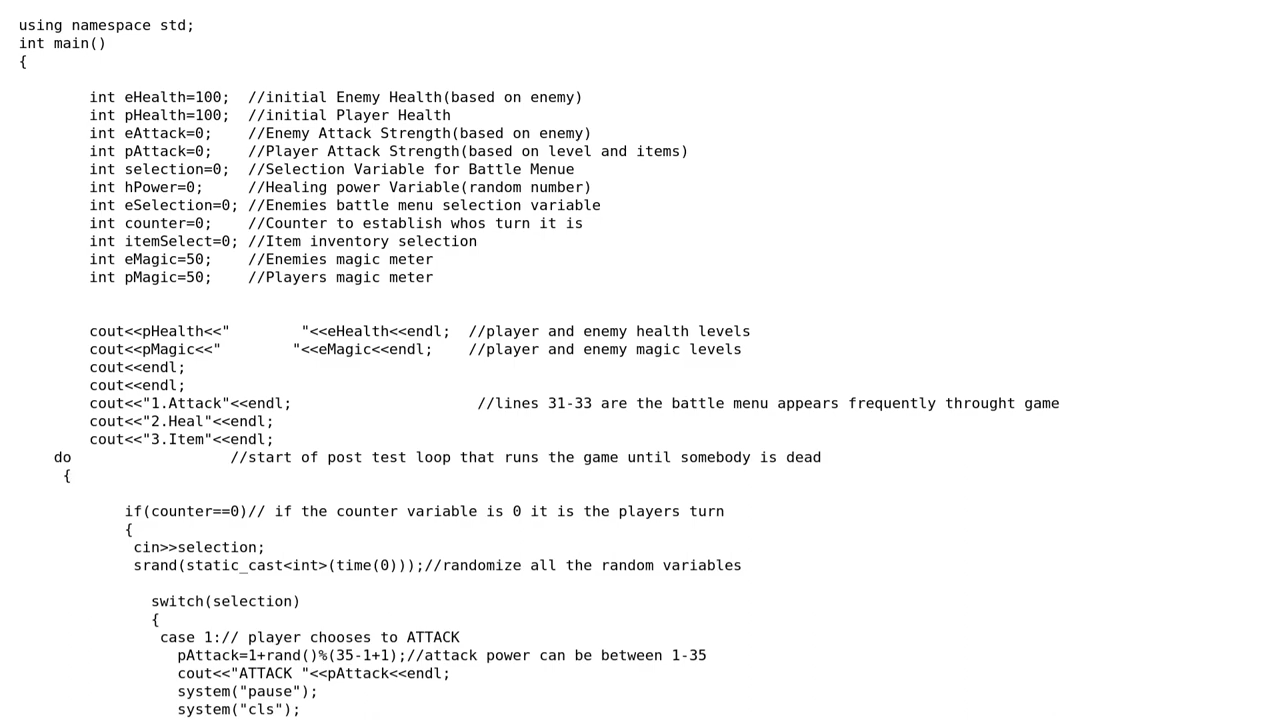 using namespace std;
int main()
{
int eHealth=100;  //initial Enemy Health(based on enemy)
int pHealth=100;  //initial Player Health
int eAttack=0;    //Enemy Attack Strength(based on enemy)
int pAttack=0;    //Player Attack Strength(based on level and items)
int selection=0;  //Selection Variable for Battle Menue
int hPower=0;     //Healing power Variable(random number)
int eSelection=0; //Enemies battle menu selection variable
int counter=0;    //Counter to establish whos turn it is
int itemSelect=0; //Item inventory selection
int eMagic=50;    //Enemies magic meter
int pMagic=50;    //Players magic meter
cout<<pHealth<<"        "<<eHealth<<endl;  //player and enemy health levels
cout<<pMagic<<"        "<<eMagic<<endl;    //player and enemy magic levels
cout<<endl;
cout<<endl;
cout<<"1.Attack"<<endl;                     //lines 31-33 are the battle menu appears frequently throught game
cout<<"2.Heal"<<endl;
cout<<"3.Item"<<endl;
do                  //start of post test loop that runs the game until somebody is dead
{
if(counter==0)// if the counter variable is 0 it is the players turn
{
cin>>selection;
srand(static_cast<int>(time(0)));//randomize all the random variables
switch(selection)
{
case 1:// player chooses to ATTACK
pAttack=1+rand()%(35-1+1);//attack power can be between 1-35
cout<<"ATTACK "<<pAttack<<endl;
system("pause");
system("cls");